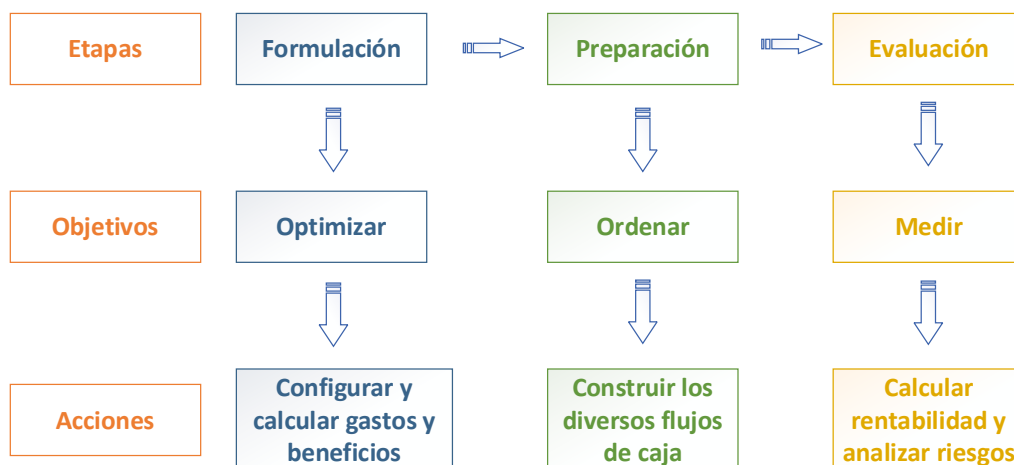 Etapas
Formulación
Preparación
Evaluación
Objetivos
Optimizar
Ordenar
Medir
Acciones
Configurar y
calcular gastos y
beneficios
Construir los
diversos flujos
de caja
Calcular
rentabilidad y
analizar riesgos